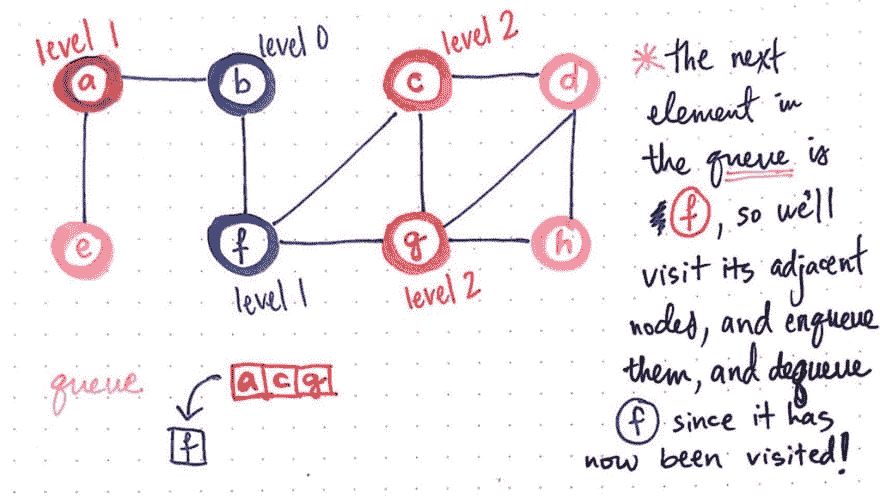 level 1
level 0
level 2
a
b
c
d
e
f
g
h
level 1
level 2
queue
a c g
f
* the next
element in
the queue is
f, so we'll
visit its adjacent
nodes, and enqueue
them, and dequeue
f since it has
now been visited!